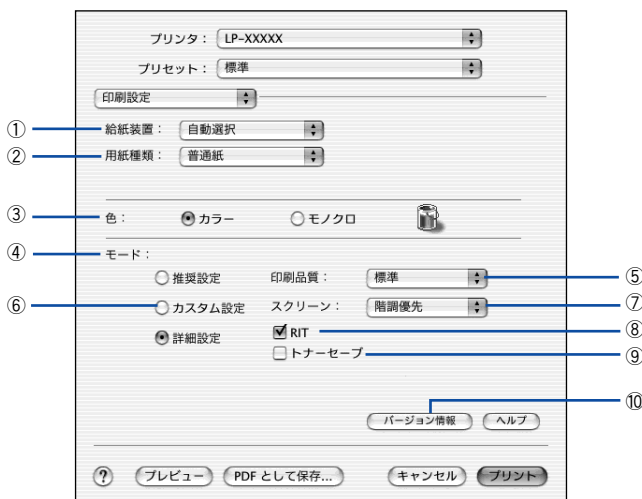 プリンタ： LP-XXXXX
プリセット： 標準
印刷設定
① 給紙装置： 自動選択
② 用紙種類： 普通紙
③ 色： カラー モノクロ
④ モード：
推奨設定 印刷品質： 標準 ⑤
⑥ カスタム設定 スクリーン： 階調優先 ⑦
詳細設定 RIT ⑧
トナーセーブ ⑨
⑩
バージョン情報 ヘルプ
? プレビュー PDF として保存... キャンセル プリント